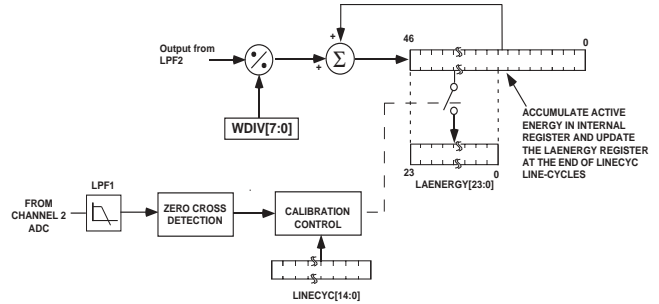 Output from
LPF2
%
WDIV[7:0]
+
+
Σ
46
0
23
0
LAENERGY[23:0]
ACCUMULATE ACTIVE
ENERGY IN INTERNAL
REGISTER AND UPDATE
THE LAENERGY REGISTER
AT THE END OF LINECYC
LINE-CYCLES
FROM
CHANNEL 2
ADC
LPF1
ZERO CROSS
DETECTION
CALIBRATION
CONTROL
LINECYC[14:0]